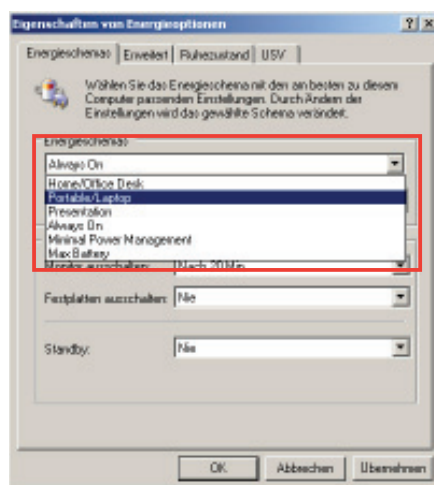 Eigenschaften von Energieoptionen
Energieschemas Erweitert Ruhezustand USV
Wählen Sie das Energieschema mit den am besten zu diesem
Computer passenden Einstellungen. Durch Ändern der
Einstellungen wird das gewählte Schema verändert.
Energieschemas
Always On
Home/Office Desk
Portable/Laptop
Presentation
Always On
Minimal Power Management
Max Battery
Monitor ausschalten: Nach 20 Min.
Festplatten ausschalten: Nie
Standby: Nie
OK Abbrechen Übernehmen